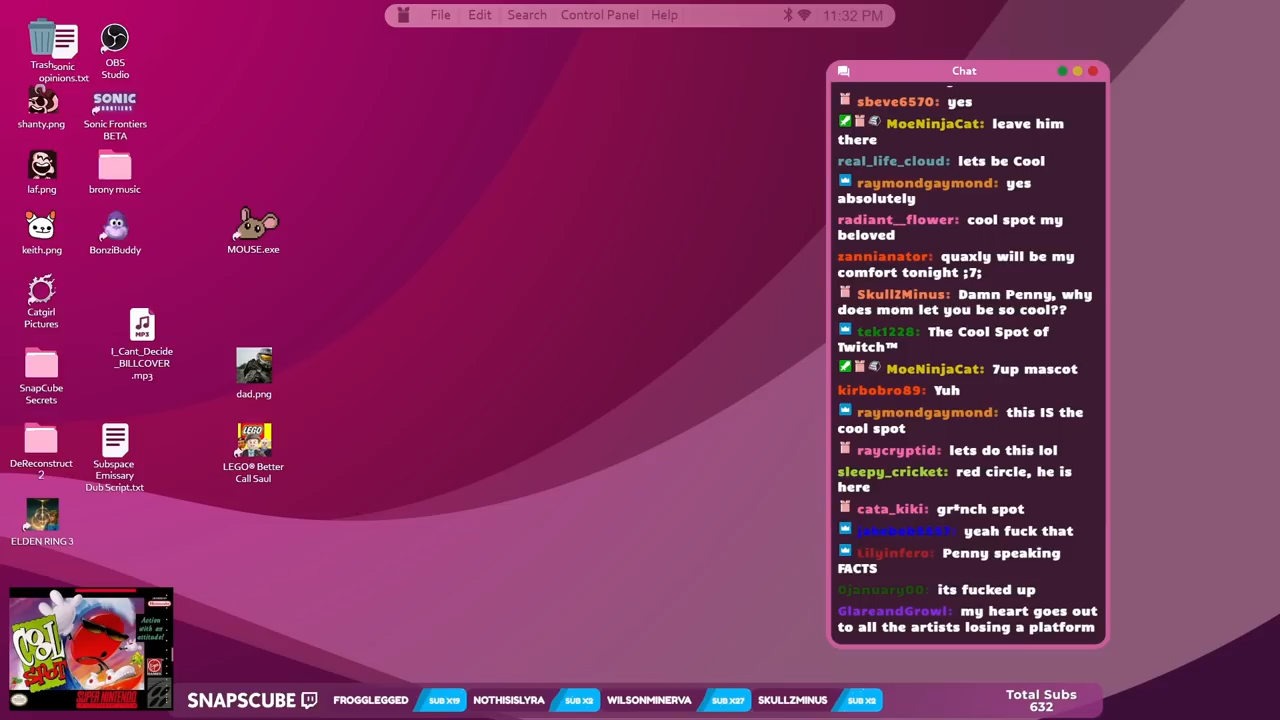 File Edit Search Control Panel Help 11:32 PM
Trash
sonic
opinions.txt
OBS
Studio
shanty.png
SONIC
FRONTIERS
Sonic Frontiers
BETA
laf.png
brony music
keith.png
BonziBuddy
MOUSE.exe
Catgirl
Pictures
MP3
I_Cant_Decide
_BILLCOVER
.mp3
SnapCube
Secrets
dad.png
DeReconstruct
2
Subspace
Emissary
Dub Script.txt
LEGO
LEGO® Better
Call Saul
ELDEN RING 3
Chat
sbeve6570: yes
MoeNinjaCat: leave him
there
real_life_cloud: lets be Cool
raymondgaymond: yes
absolutely
radiant__flower: cool spot my
beloved
zannianator: quaxly will be my
comfort tonight ;7;
SkullZMinus: Damn Penny, why
does mom let you be so cool??
tek1228: The Cool Spot of
Twitch™
MoeNinjaCat: 7up mascot
kirbobro89: Yuh
raymondgaymond: this IS the
cool spot
raycryptid: lets do this lol
sleepy_cricket: red circle, he is
here
cata_kiki: gr*nch spot
yeah fuck that
Lilyinfero: Penny speaking
FACTS
its fucked up
GlareandGrowl: my heart goes out
to all the artists losing a platform
Action
with an
attitude!
COOL
SPOT
SUPER NINTENDO
SNAPSCUBE
FROGGLEGGED SUB X19 NOTHISISLYRA SUB X2 WILSONMINERVA SUB X27 SKULLZMINUS SUB X2
Total Subs
632